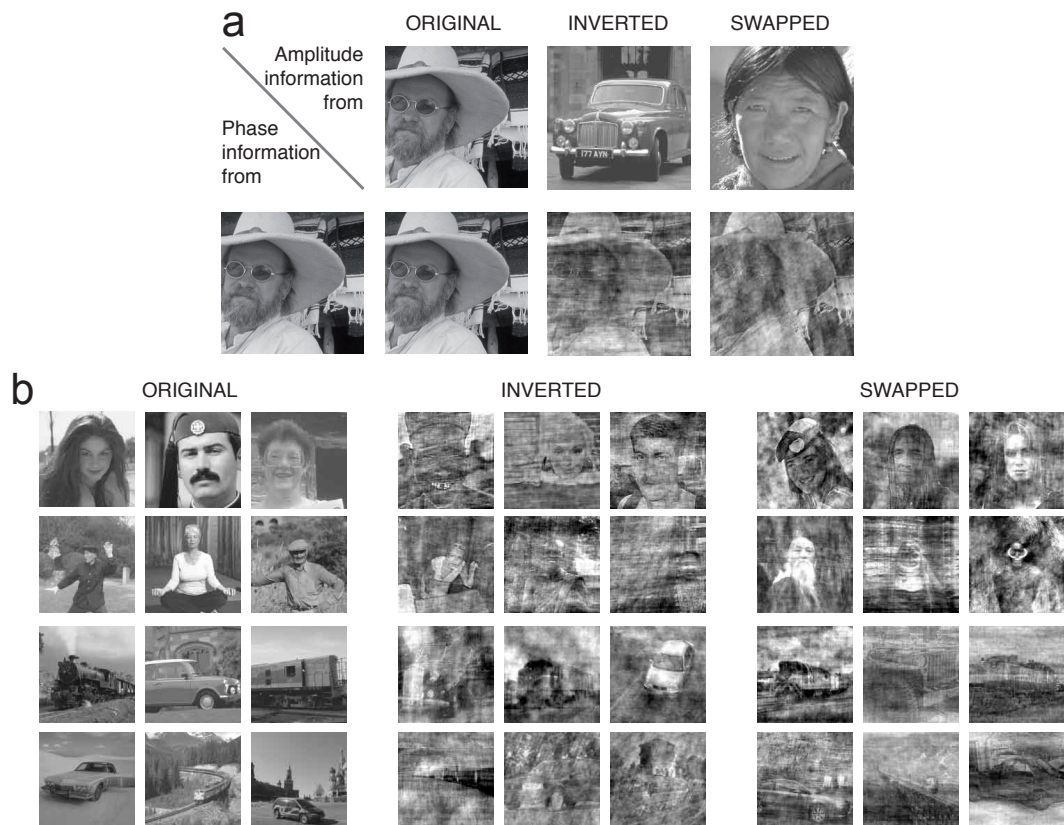 a
ORIGINAL INVERTED SWAPPED
Amplitude
information
from
Phase
information
from
177 AYN
b
ORIGINAL INVERTED SWAPPED